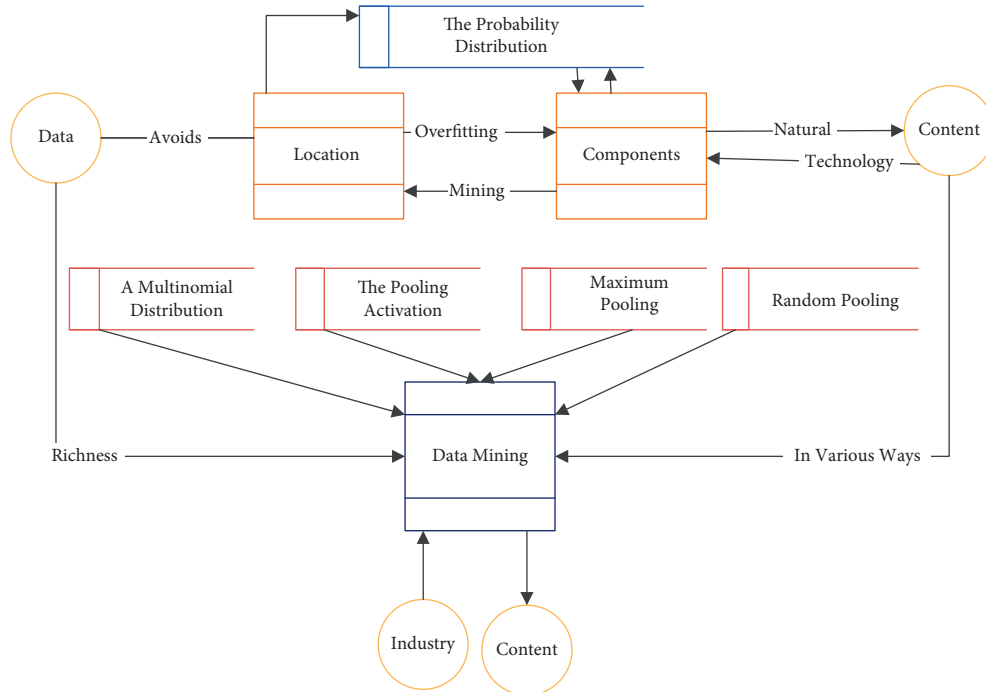 The Probability
Distribution
Data
Avoids
Location
Overfitting
Mining
Components
Natural
Technology
Content
A Multinomial
Distribution
The Pooling
Activation
Maximum
Pooling
Random Pooling
Richness
Data Mining
In Various Ways
Industry
Content